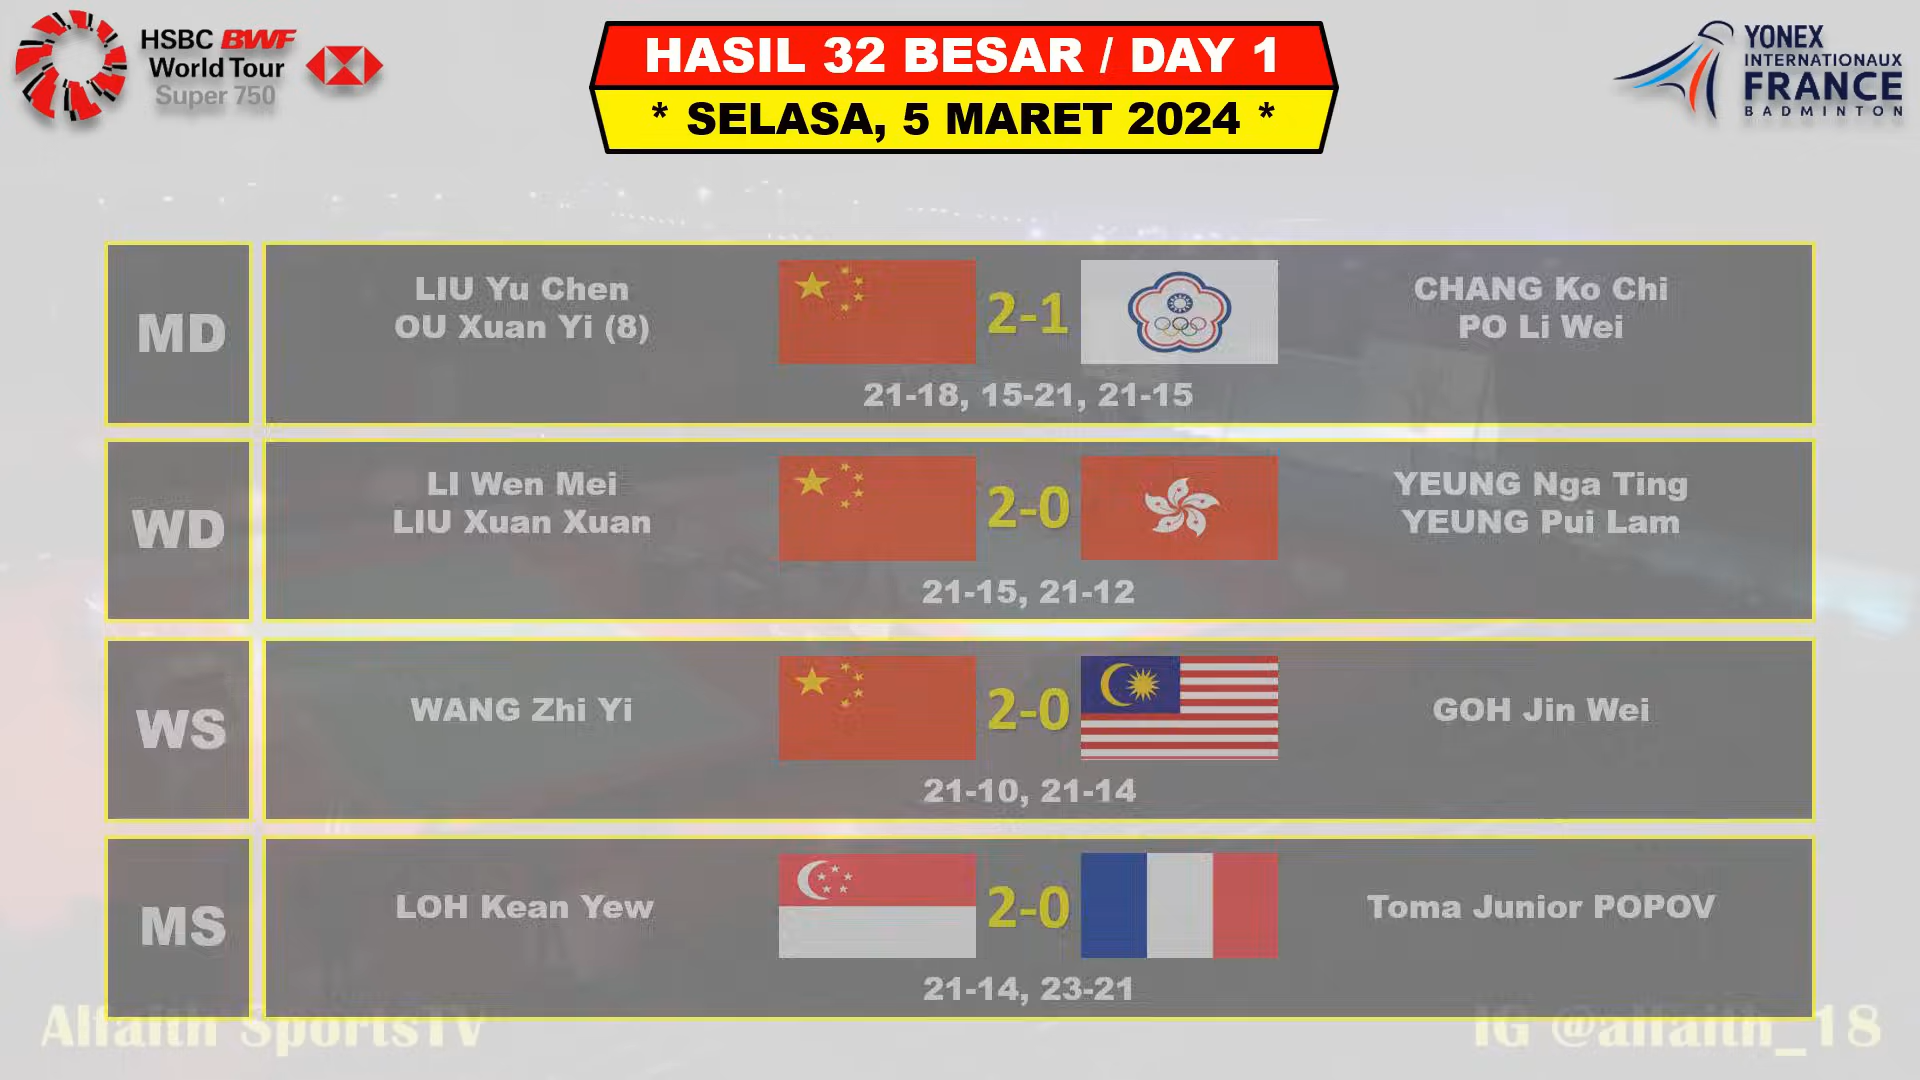 HSBC BWF
World Tour
Super 750
HASIL 32 BESAR / DAY 1
* SELASA, 5 MARET 2024 *
YONEX
INTERNATIONAUX
FRANCE
BADMINTON
MD
LIU Yu Chen
OU Xuan Yi (8)
2-1
CHANG Ko Chi
PO Li Wei
21-18, 15-21, 21-15
WD
LI Wen Mei
LIU Xuan Xuan
2-0
YEUNG Nga Ting
YEUNG Pui Lam
21-15, 21-12
WS
WANG Zhi Yi
2-0
GOH Jin Wei
21-10, 21-14
MS
LOH Kean Yew
2-0
Toma Junior POPOV
21-14, 23-21
Alfaith SportsTV
IG @alfaith_18